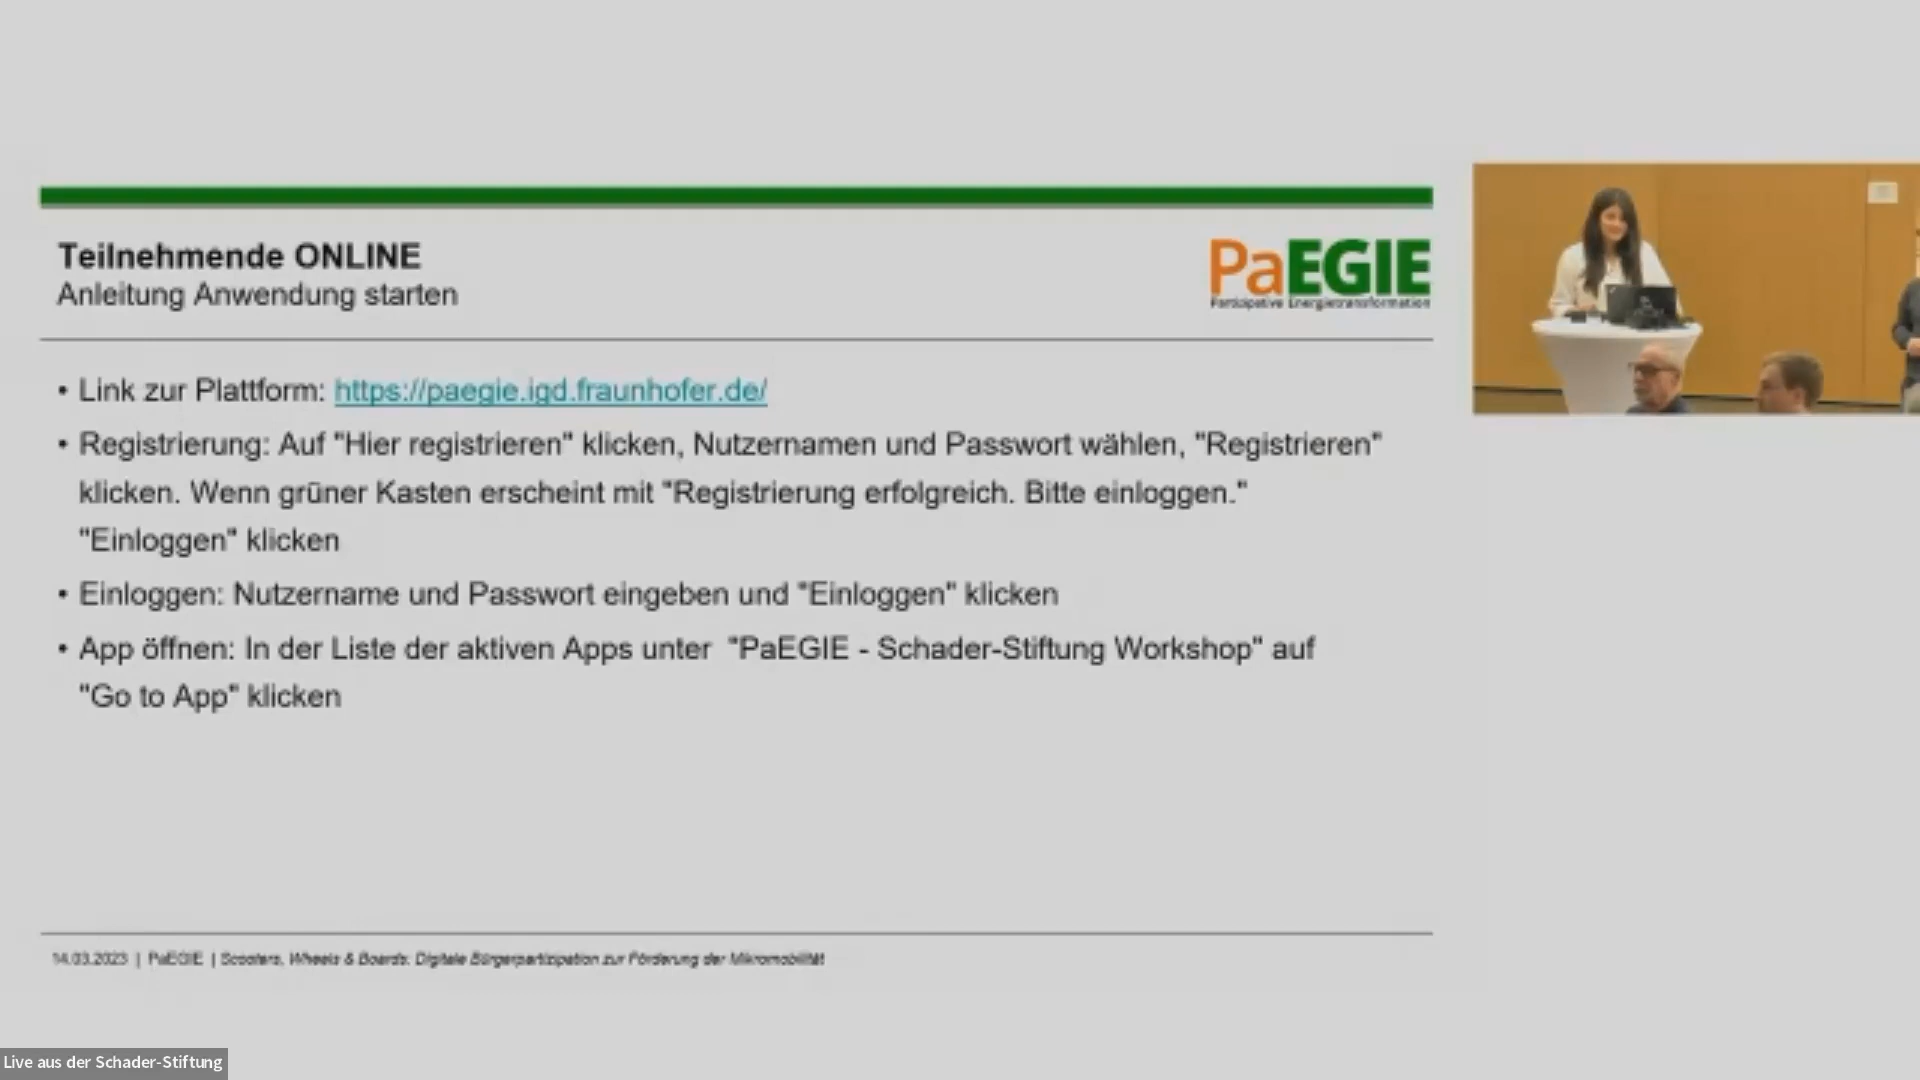 Teilnehmende ONLINE
Anleitung Anwendung starten
PaEGIE
Partizipative Energietransformation
• Link zur Plattform: https://paegie.igd.fraunhofer.de/
• Registrierung: Auf "Hier registrieren" klicken, Nutzernamen und Passwort wählen, "Registrieren"
klicken. Wenn grüner Kasten erscheint mit "Registrierung erfolgreich. Bitte einloggen."
"Einloggen" klicken
• Einloggen: Nutzername und Passwort eingeben und "Einloggen" klicken
• App öffnen: In der Liste der aktiven Apps unter "PaEGIE - Schader-Stiftung Workshop" auf
"Go to App" klicken
14.03.2023 | PaEGIE | Scooters, Wheels & Boards: Digitale Bürgerpartizipation zur Förderung der Mikromobilität
Live aus der Schader-Stiftung